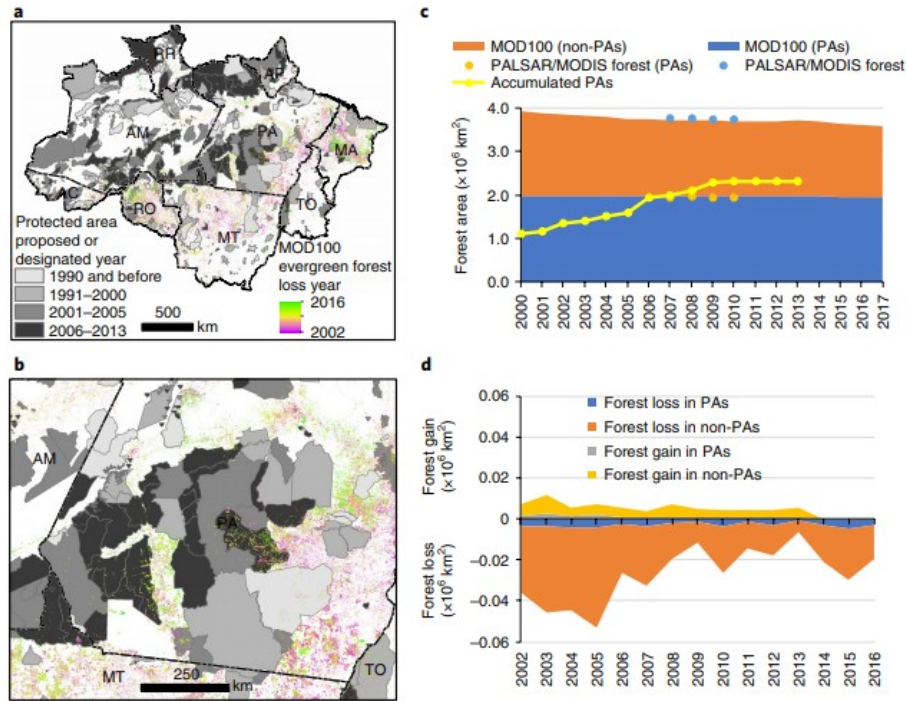 a
RR
AP
AM
PA
MA
AC
RO
TO
MT
Protected area
proposed or
designated year
1990 and before
1991–2000
2001–2005
2006–2013
500
km
MOD100
evergreen forest
loss year
2016
2002
b
AM
PA
MT
TO
250
km
c
MOD100 (non-PAs)
MOD100 (PAs)
PALSAR/MODIS forest (PAs)
PALSAR/MODIS forest
Accumulated PAs
Forest area (×10⁶ km²)
4.0
3.0
2.0
1.0
0.0
2000
2001
2002
2003
2004
2005
2006
2007
2008
2009
2010
2011
2012
2013
2014
2015
2016
2017
d
Forest gain
(×10⁶ km²)
Forest loss
(×10⁶ km²)
0.06
0.04
0.02
0
−0.02
−0.04
−0.06
Forest loss in PAs
Forest loss in non-PAs
Forest gain in PAs
Forest gain in non-PAs
2002
2003
2004
2005
2006
2007
2008
2009
2010
2011
2012
2013
2014
2015
2016